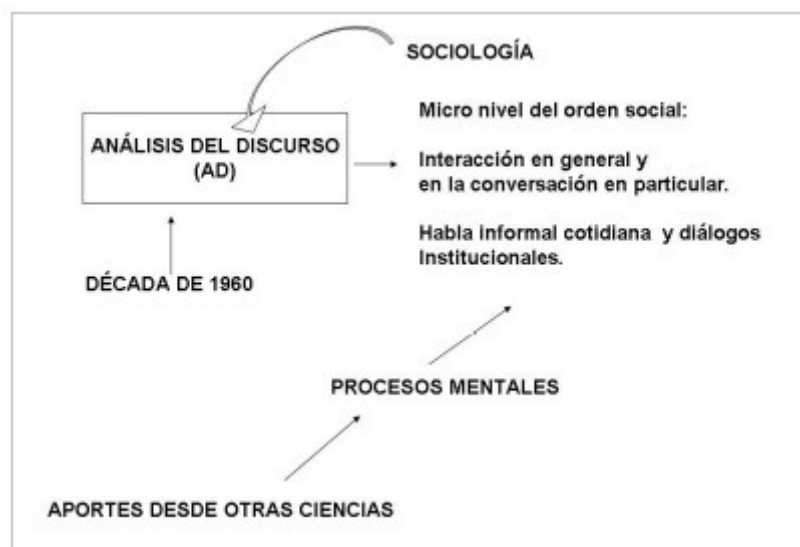 SOCIOLOGÍA
Micro nivel del orden social:
ANÁLISIS DEL DISCURSO
(AD)
Interacción en general y
en la conversación en particular.
Habla informal cotidiana y diálogos
Institucionales.
DÉCADA DE 1960
PROCESOS MENTALES
APORTES DESDE OTRAS CIENCIAS